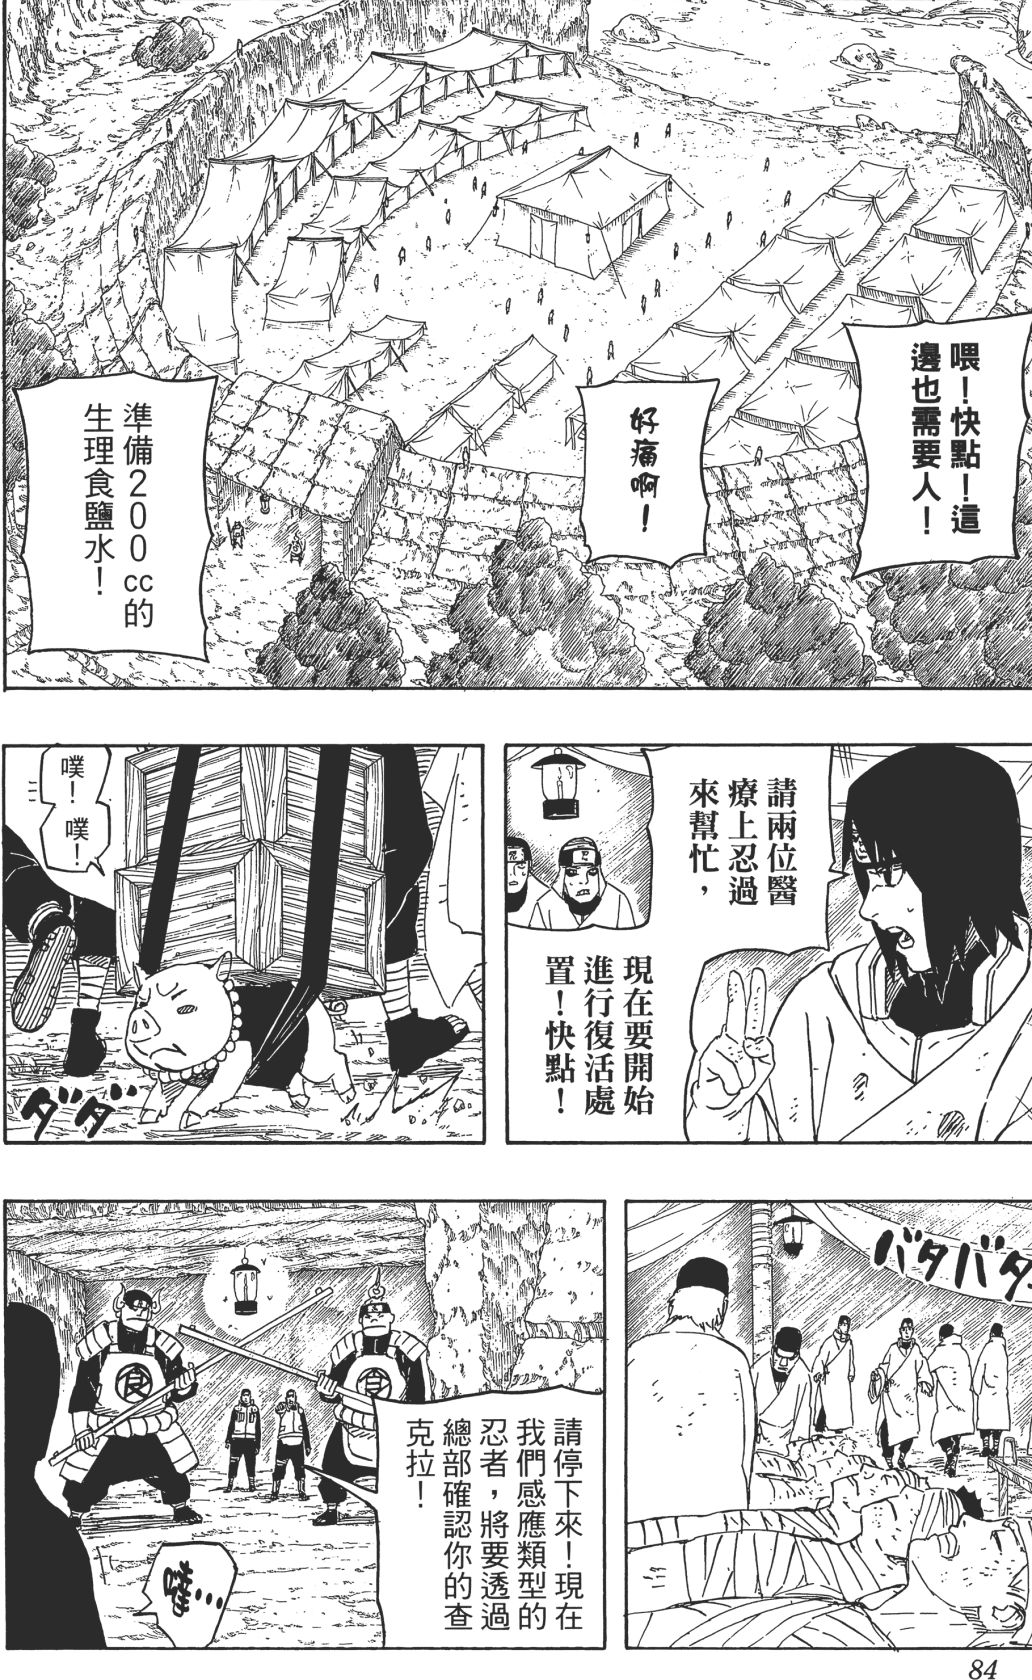 喂！快點！這
邊也需要人！
好痛啊！
準備200cc的
生理食鹽水！
請兩位醫
療上忍過
來幫忙，
現在要開始
進行復活處
置！快點！
噗！
噗！
ダダダ
バタバタ
請停下來！現在
我們感應類型的
忍者，將要透過
總部確認你的查
克拉！
食
食
84